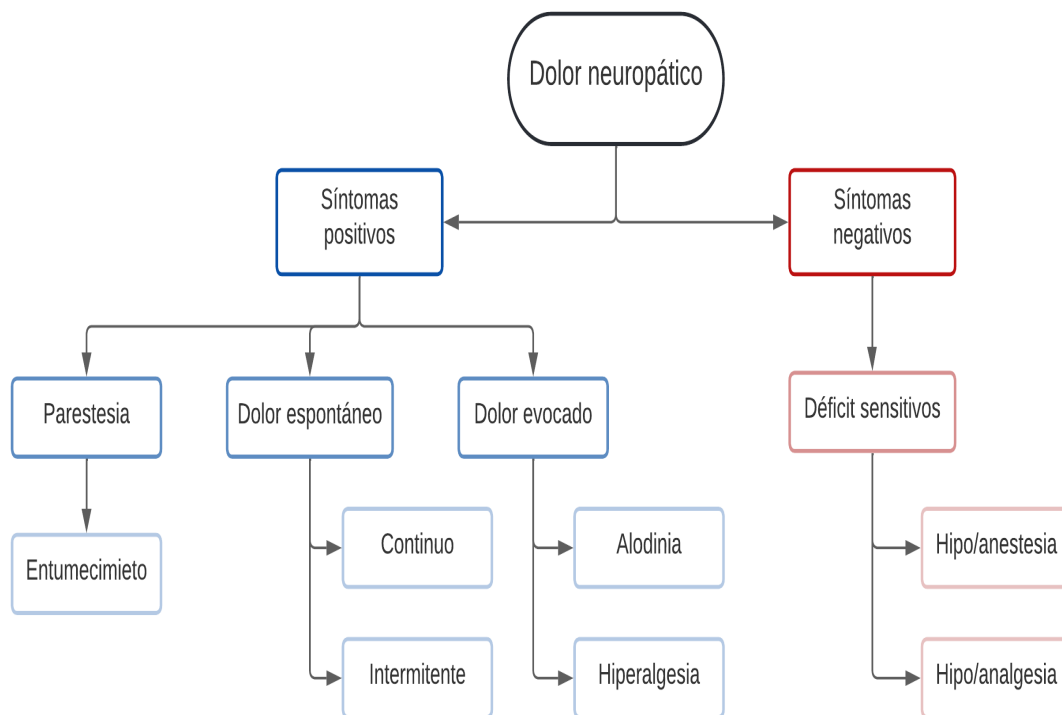 Dolor neuropático
Síntomas
positivos
Síntomas
negativos
Parestesia
Dolor espontáneo
Dolor evocado
Déficit sensitivos
Entumecimieto
Continuo
Alodinia
Hipo/anestesia
Intermitente
Hiperalgesia
Hipo/analgesia